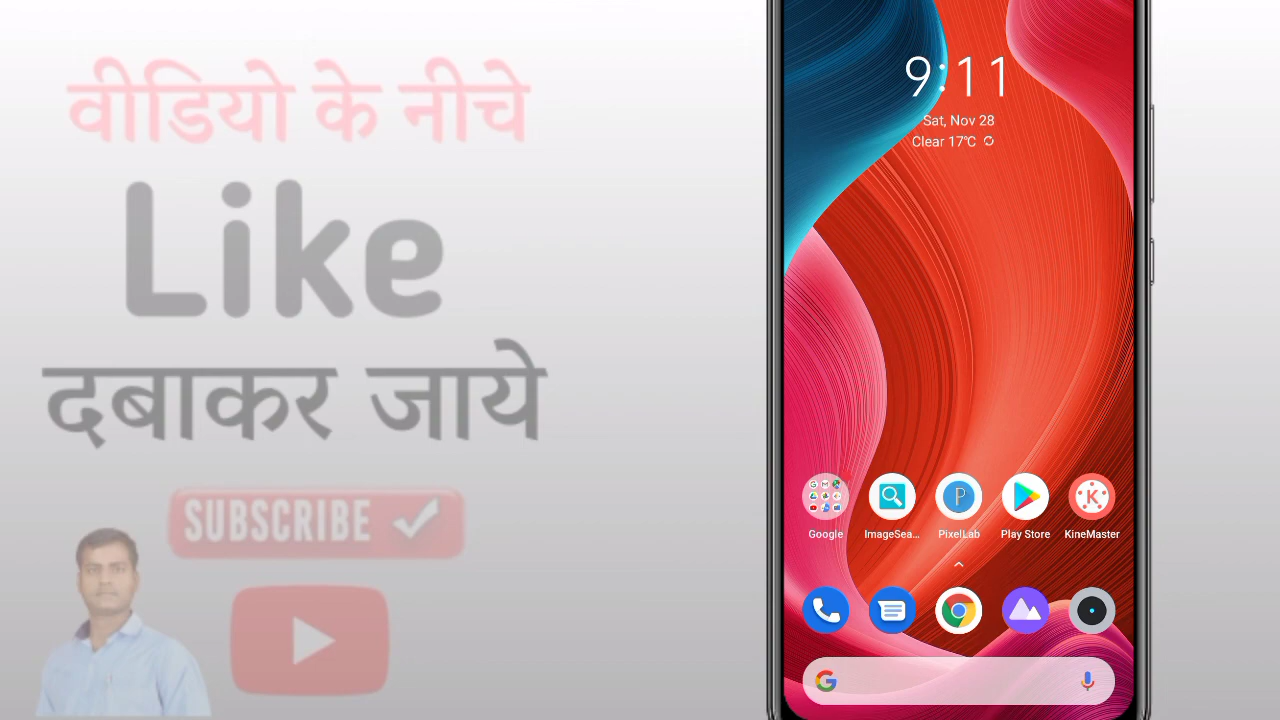 वीडियो के नीचे
Like
दबाकर जाये
SUBSCRIBE
9:11
Sat, Nov 28
Clear 17°C
Google
ImageSea...
PixelLab
Play Store
KineMaster